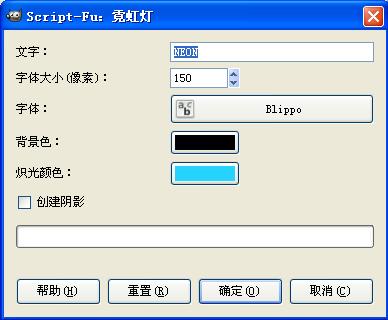 Script-Fu：霓虹灯
文字： NEON
字体大小(像素)： 150
字体： abc Blippo
背景色：
炽光颜色：
创建阴影
帮助(H) 重置(R) 确定(O) 取消(C)